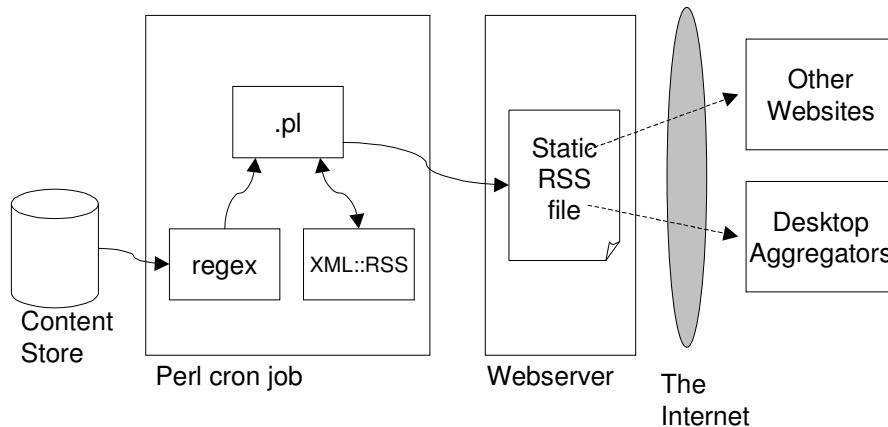 .pl
regex
XML::RSS
Content
Store
Perl cron job
Static
RSS
file
Webserver
The
Internet
Other
Websites
Desktop
Aggregators